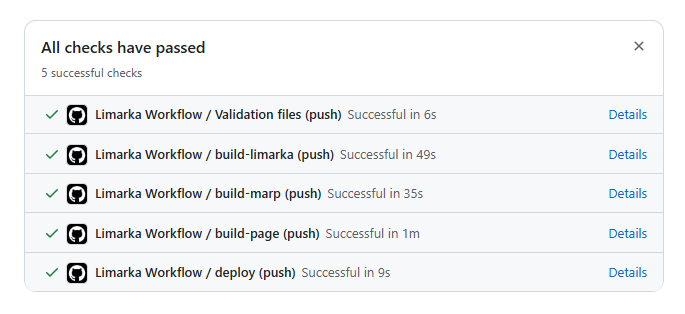 All checks have passed
5 successful checks
Limarka Workflow / Validation files (push) Successful in 6s Details
Limarka Workflow / build-limarka (push) Successful in 49s Details
Limarka Workflow / build-marp (push) Successful in 35s Details
Limarka Workflow / build-page (push) Successful in 1m Details
Limarka Workflow / deploy (push) Successful in 9s Details